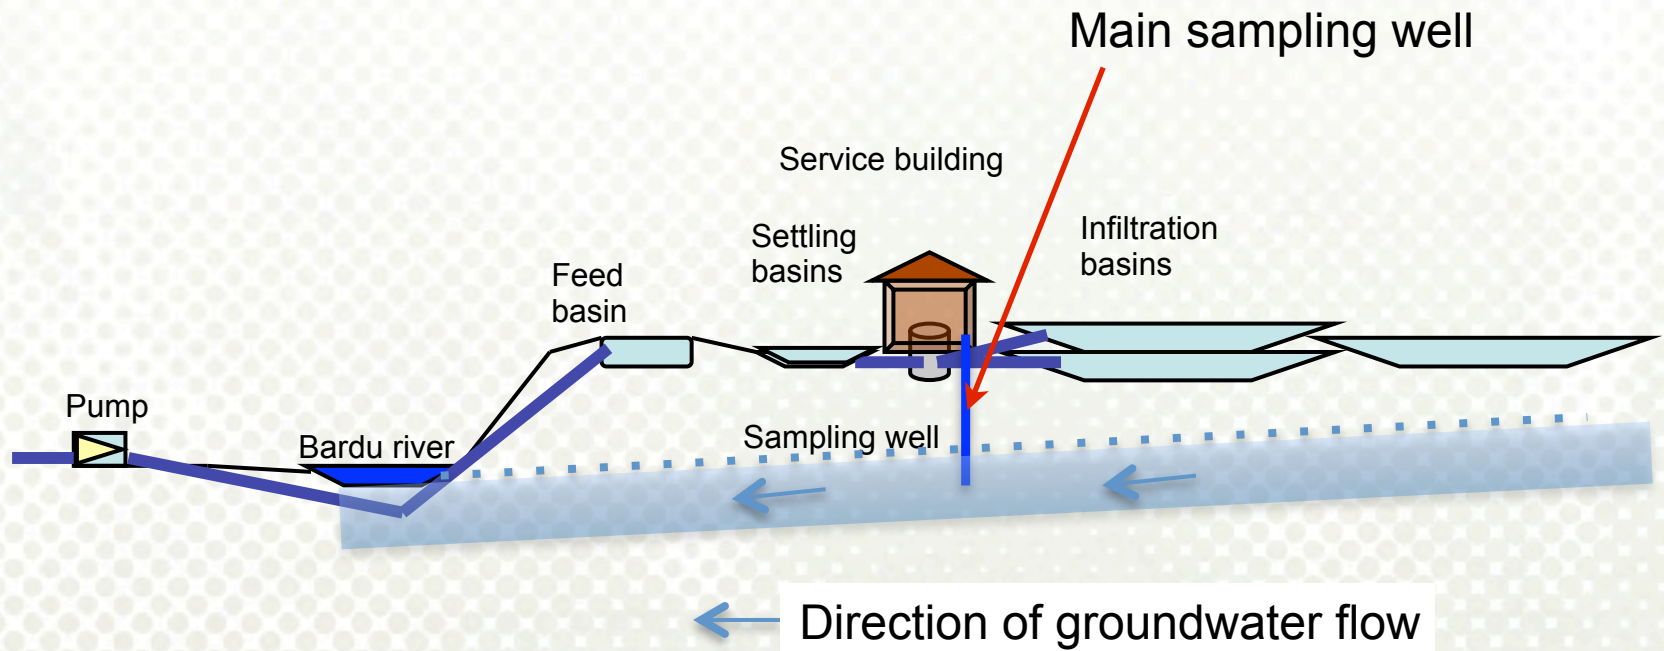 Main sampling well
Service building
Settling
basins
Infiltration
basins
Feed
basin
Pump
Bardu river
Sampling well
Direction of groundwater flow